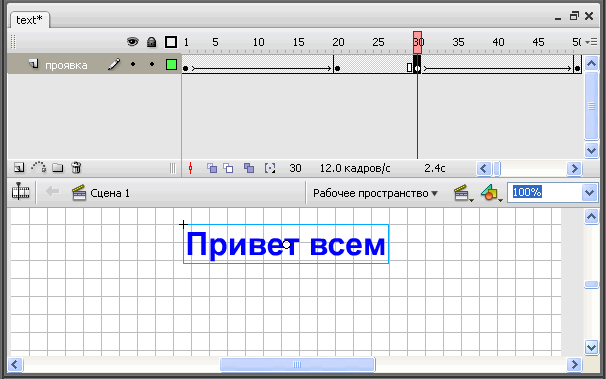 text*
1 5 10 15 20 25 30 35 40 45 50
проявка
30 12.0 кадров/с 2.4с
Сцена 1 Рабочее пространство 100%
Привет всем